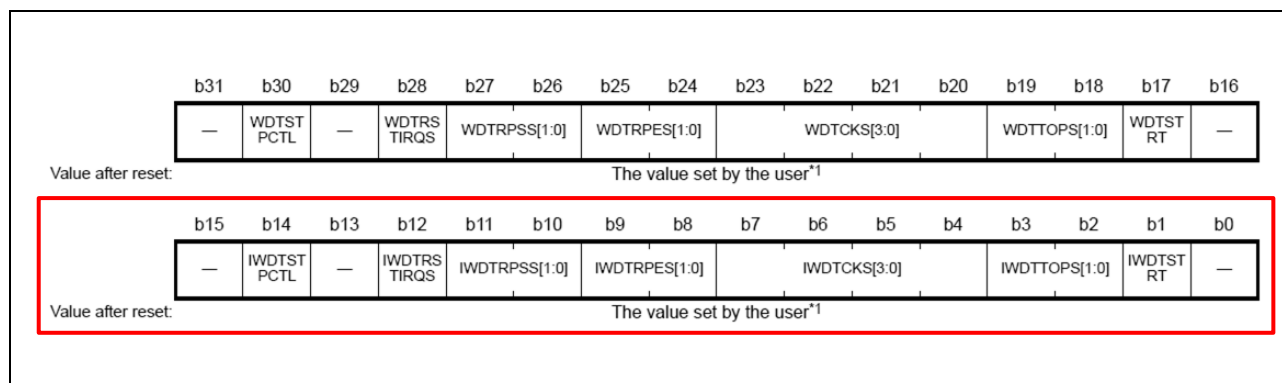 b31 b30 b29 b28 b27 b26 b25 b24 b23 b22 b21 b20 b19 b18 b17 b16
— WDTST PCTL — WDTRS TIRQS WDTRPSS[1:0] WDTRPES[1:0] WDTCKS[3:0] WDTTOPS[1:0] WDTST RT —
Value after reset: The value set by the user*1
b15 b14 b13 b12 b11 b10 b9 b8 b7 b6 b5 b4 b3 b2 b1 b0
— IWDTST PCTL — IWDTRS TIRQS IWDTRPSS[1:0] IWDTRPES[1:0] IWDTCKS[3:0] IWDTTOPS[1:0] IWDTST RT —
Value after reset: The value set by the user*1